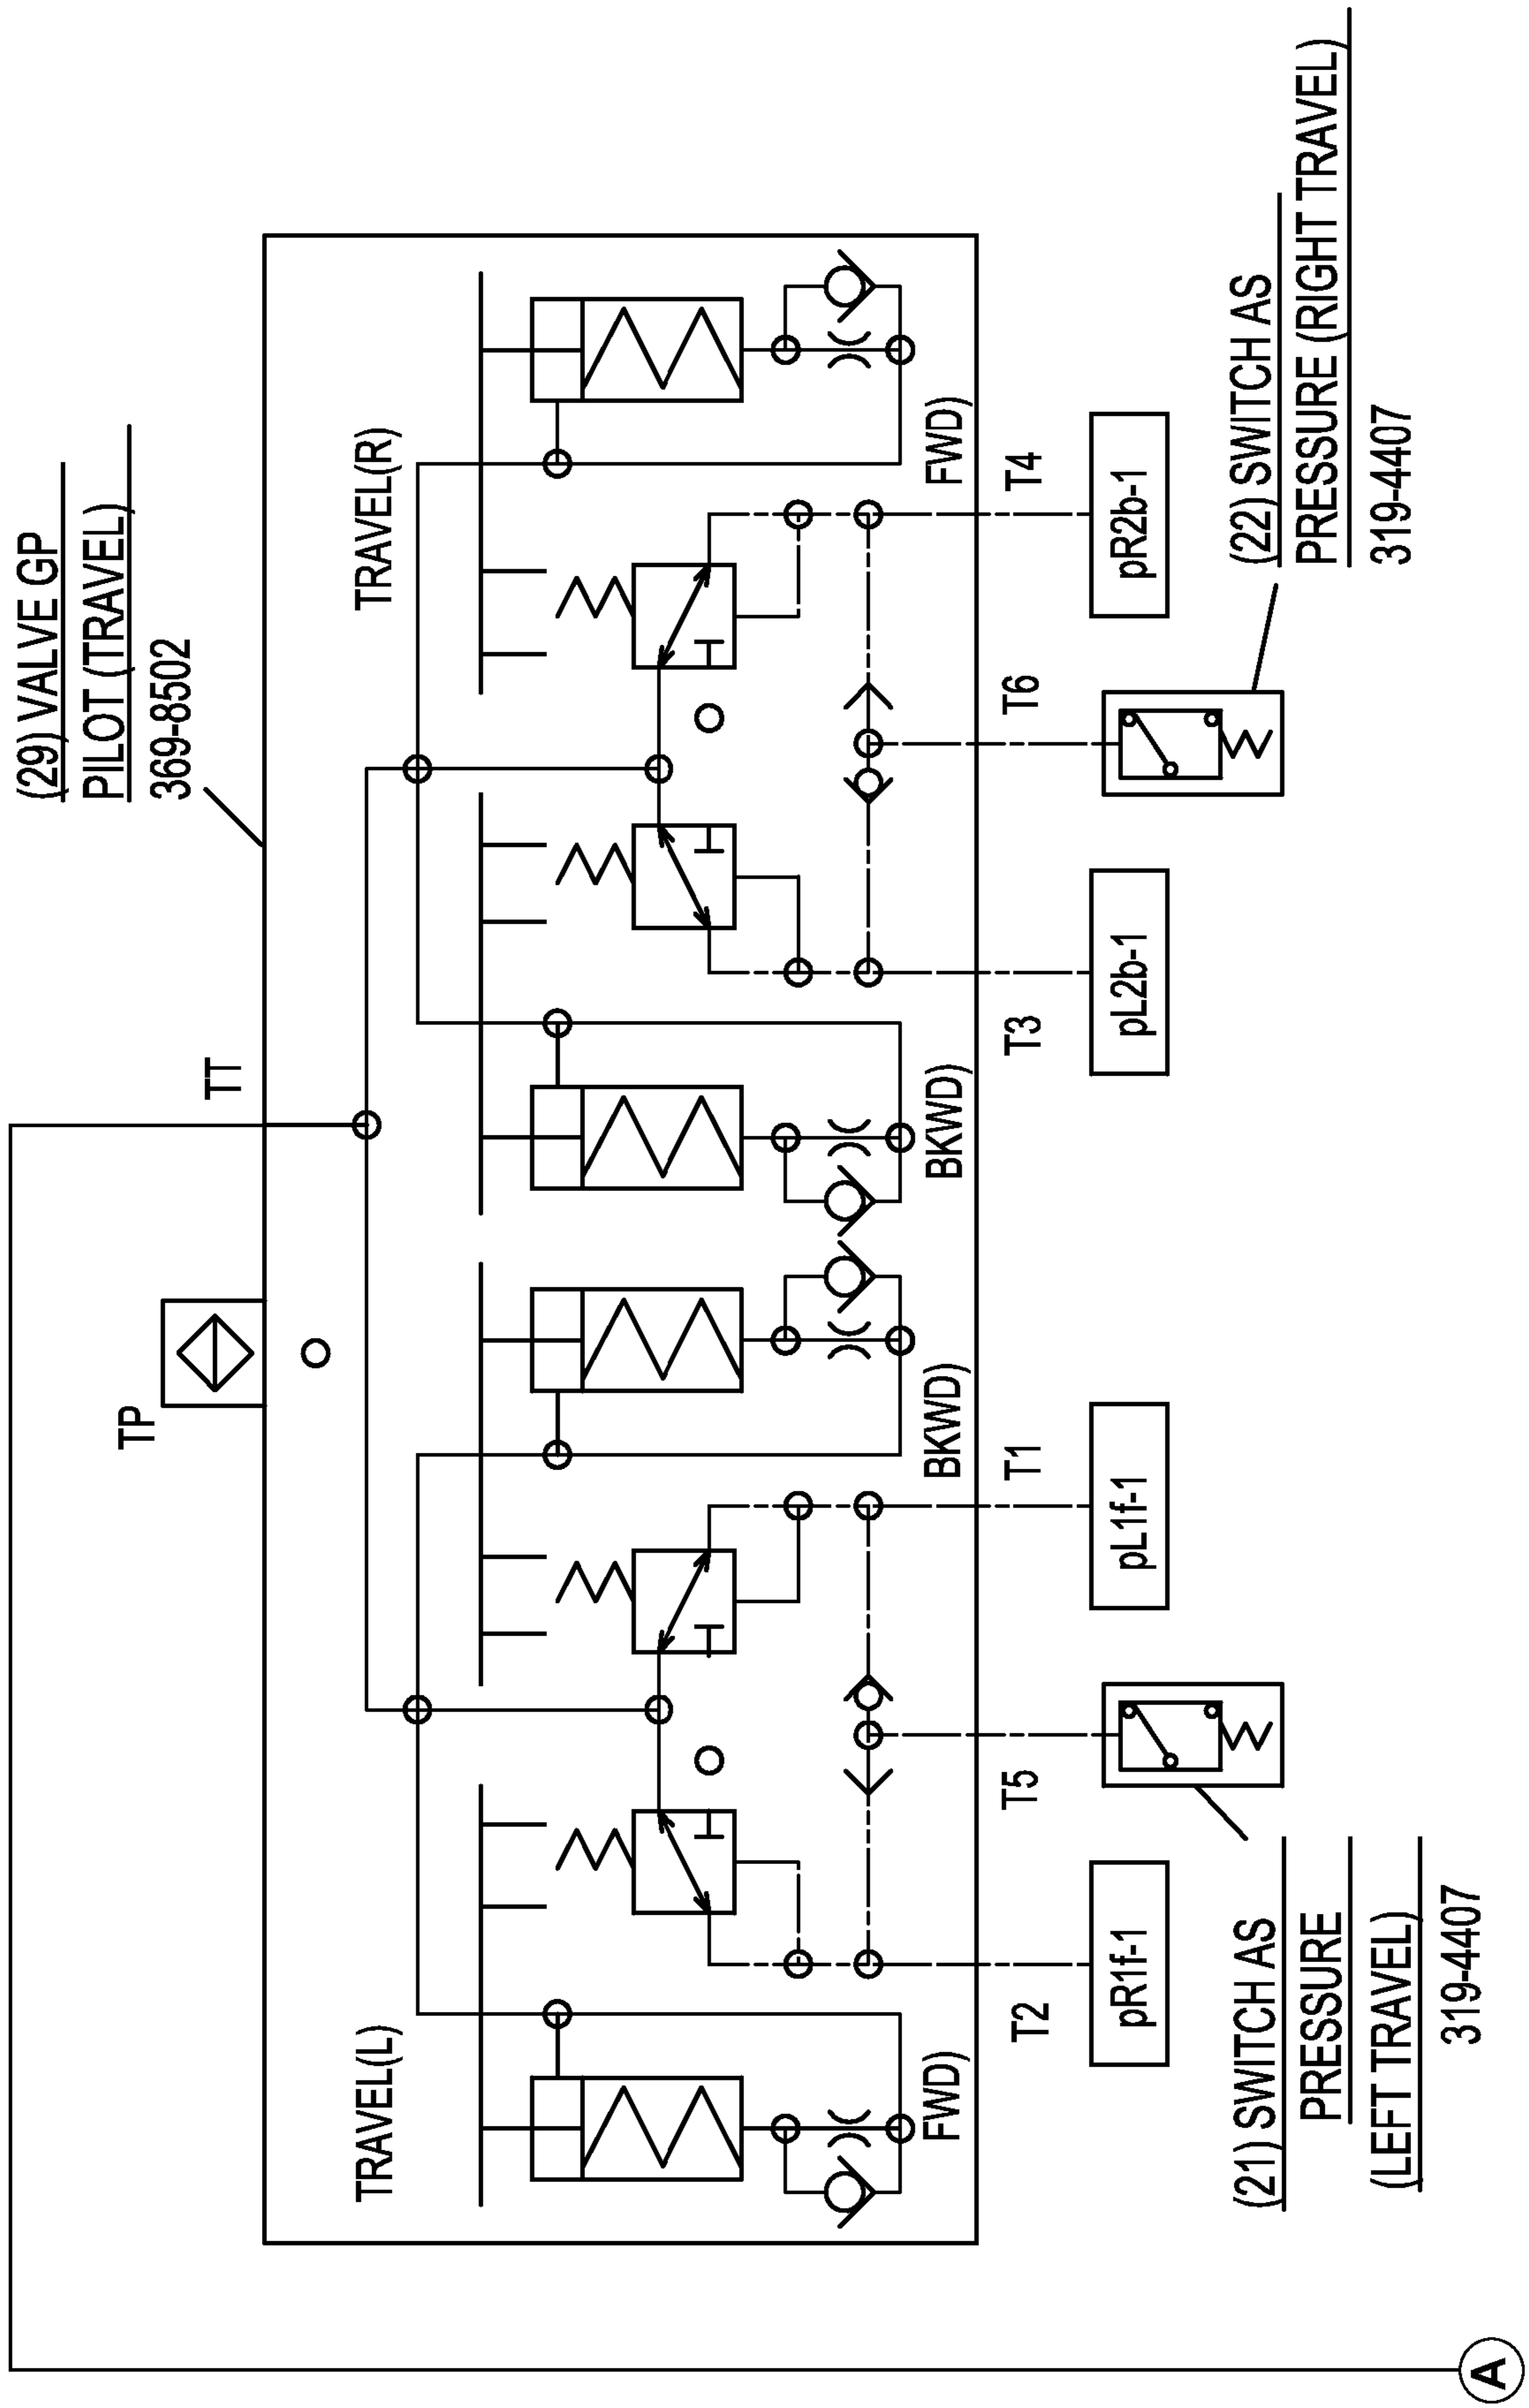 (29) VALVE GP
PILOT (TRAVEL)
369-8502
TP
TT
TRAVEL(L)
TRAVEL(R)
FWD)
BKWD)
BKWD)
FWD)
T2
T5
T1
T3
T6
T4
pR1f-1
pL1f-1
pL2b-1
pR2b-1
(21) SWITCH AS
PRESSURE
(LEFT TRAVEL)
319-4407
(22) SWITCH AS
PRESSURE (RIGHT TRAVEL)
319-4407
A